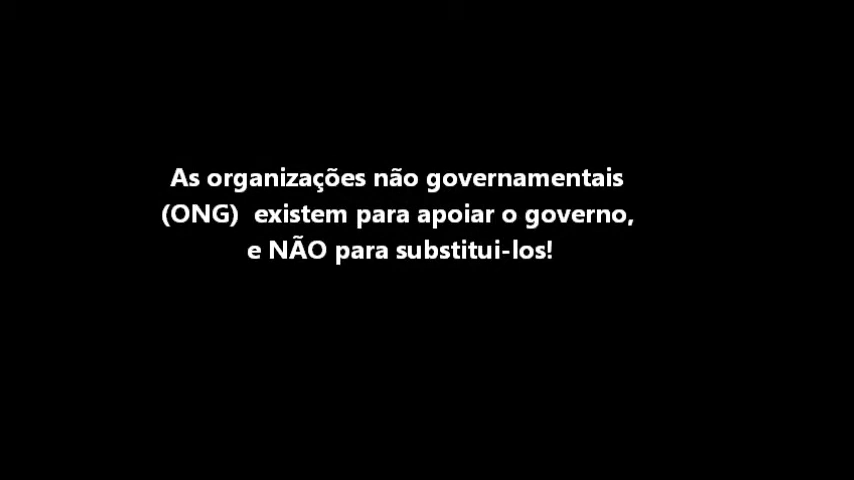 As organizações não governamentais
(ONG)  existem para apoiar o governo,
e NÃO para substitui-los!